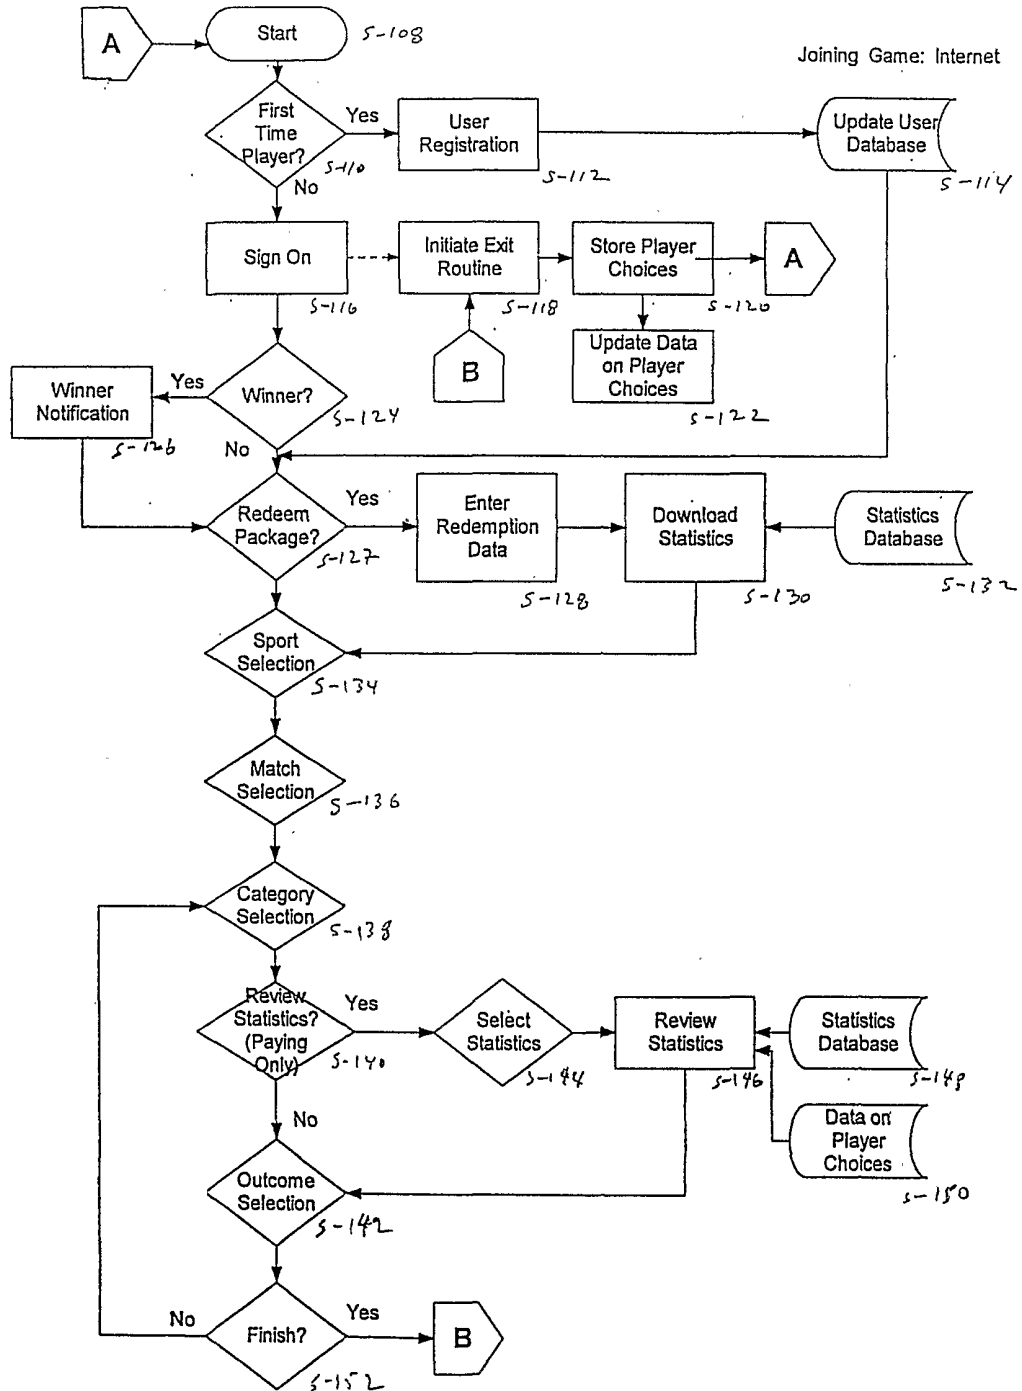 A
Start
S-108
Joining Game: Internet
First
Time
Player?
S-110
Yes
No
User
Registration
S-112
Update User
Database
S-114
Sign On
S-116
Initiate Exit
Routine
S-118
Store Player
Choices
S-120
A
B
Update Data
on Player
Choices
S-122
Winner?
S-124
Yes
No
Winner
Notification
S-126
Redeem
Package?
S-127
Yes
Enter
Redemption
Data
S-128
Download
Statistics
S-130
Statistics
Database
S-132
Sport
Selection
S-134
Match
Selection
S-136
Category
Selection
S-138
Review
Statistics?
(Paying
Only)
S-140
Yes
No
Select
Statistics
S-144
Review
Statistics
S-146
Statistics
Database
S-148
Data on
Player
Choices
S-150
Outcome
Selection
S-142
Finish?
S-152
No
Yes
B